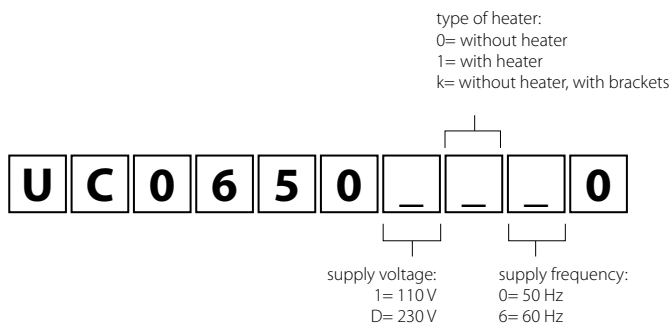 type of heater:
0= without heater
1= with heater
k= without heater, with brackets
U C 0 6 5 0 _ _ _ 0
supply voltage:
1= 110 V
D= 230 V
supply frequency:
0= 50 Hz
6= 60 Hz